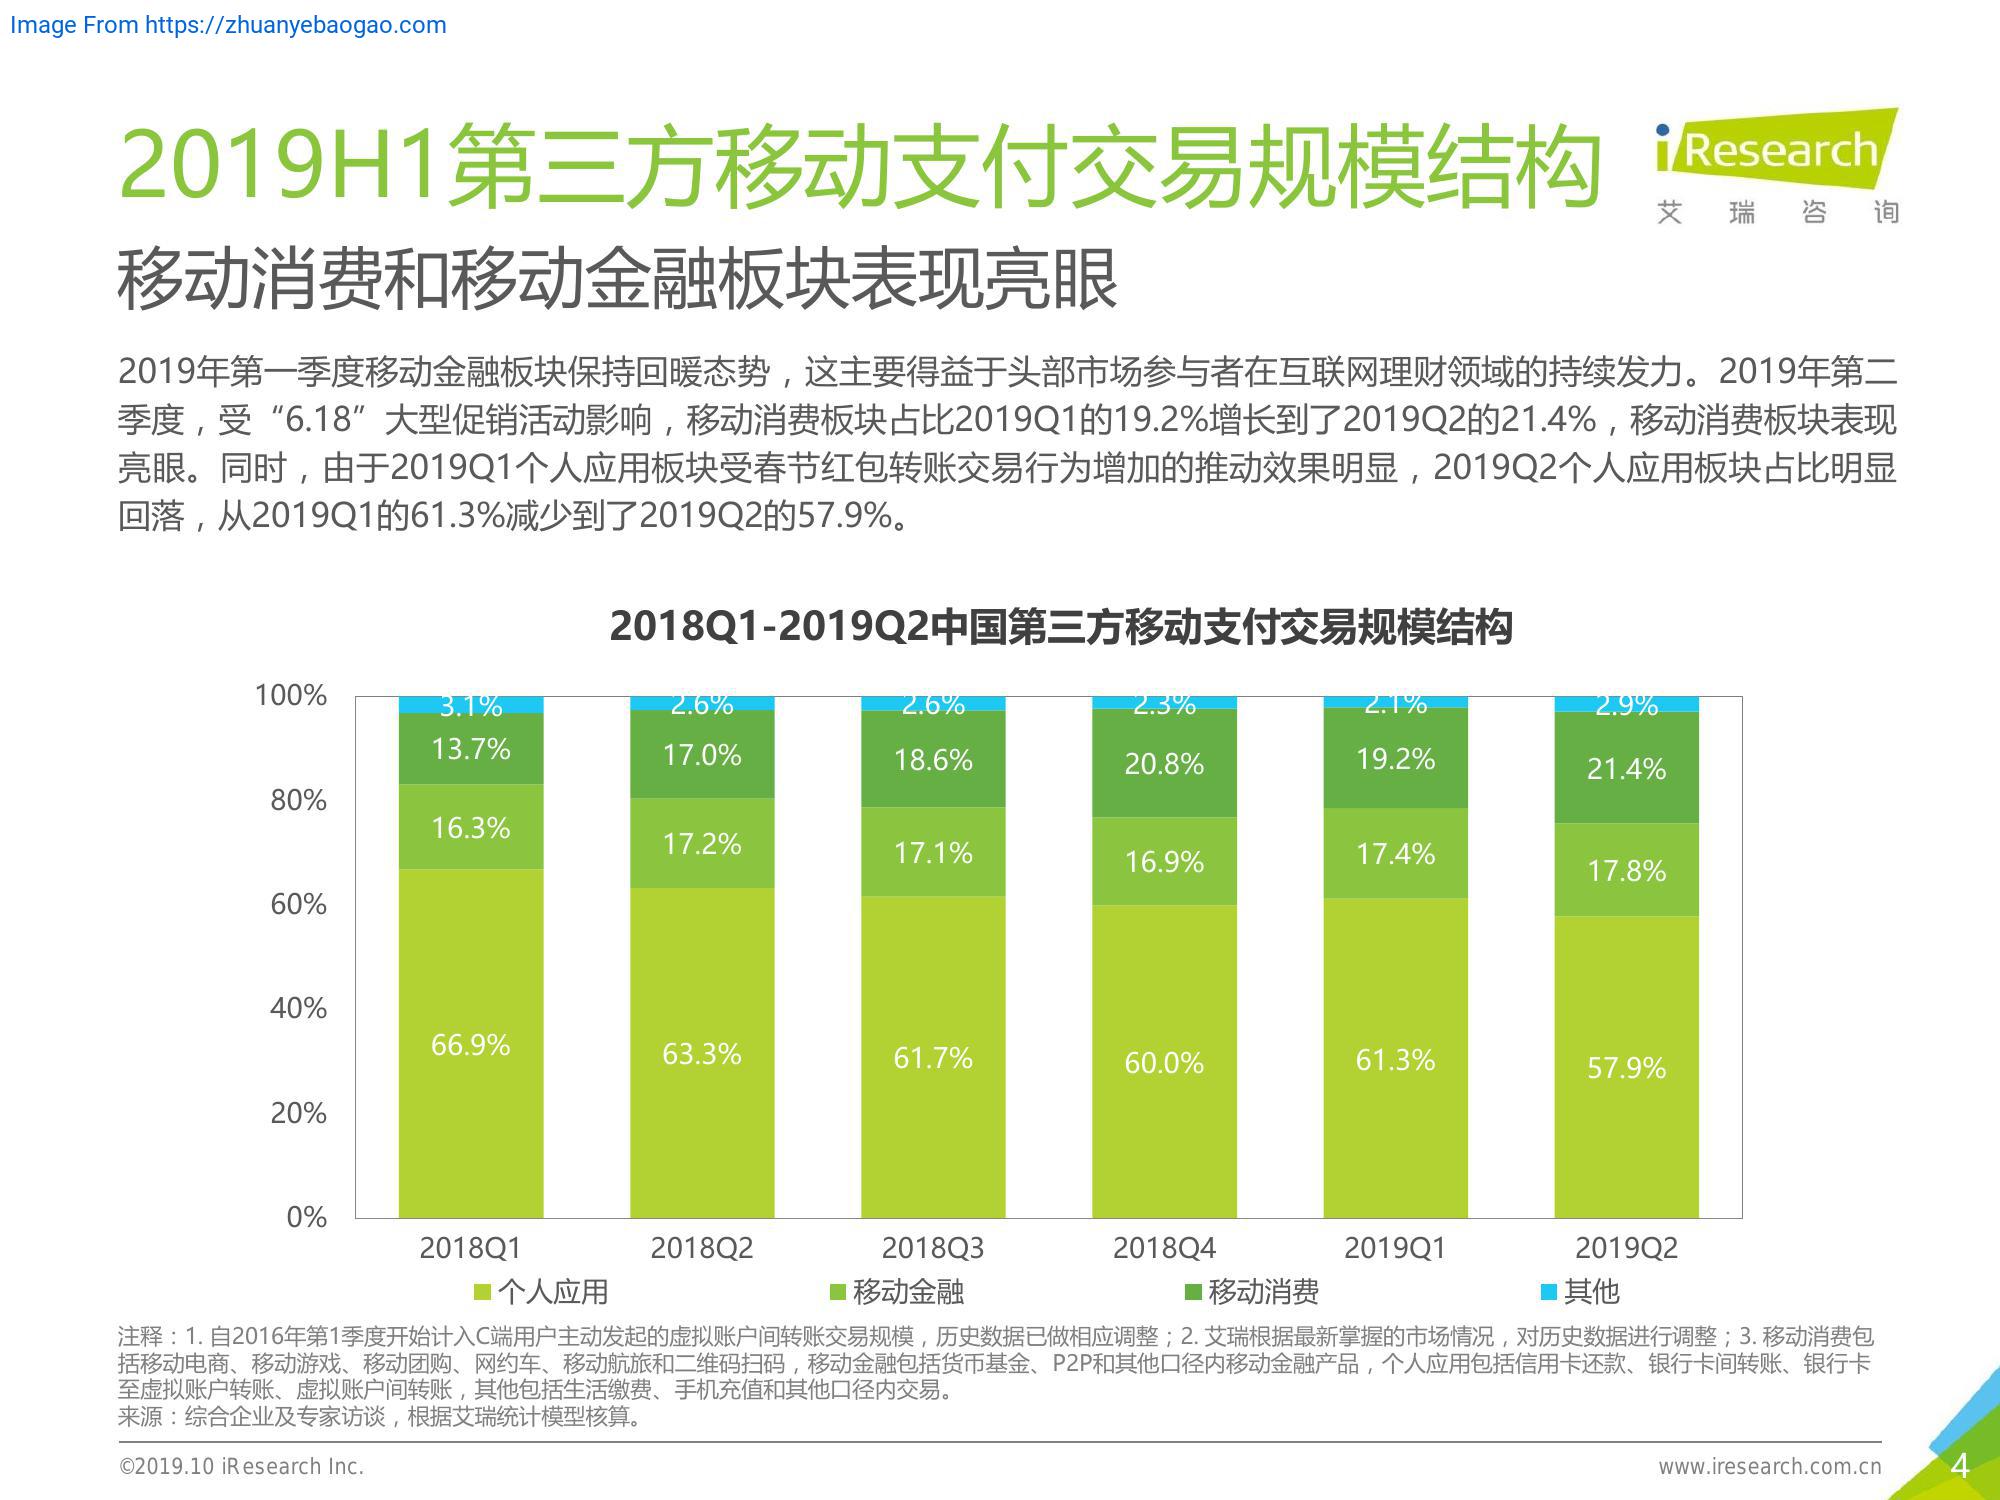 Image From https://zhuanyebaogao.com
2019H1第三方移动支付交易规模结构
iResearch
艾瑞咨询
移动消费和移动金融板块表现亮眼
2019年第一季度移动金融板块保持回暖态势，这主要得益于头部市场参与者在互联网理财领域的持续发力。2019年第二
季度，受“6.18”大型促销活动影响，移动消费板块占比2019Q1的19.2%增长到了2019Q2的21.4%，移动消费板块表现
亮眼。同时，由于2019Q1个人应用板块受春节红包转账交易行为增加的推动效果明显，2019Q2个人应用板块占比明显
回落，从2019Q1的61.3%减少到了2019Q2的57.9%。
2018Q1-2019Q2中国第三方移动支付交易规模结构
100% 3.1% 2.6% 2.6% 2.3% 2.1% 2.9%
13.7% 17.0% 18.6% 20.8% 19.2% 21.4%
80%
16.3% 17.2% 17.1% 16.9% 17.4% 17.8%
60%
40%
66.9% 63.3% 61.7% 60.0% 61.3% 57.9%
20%
0%
2018Q1 2018Q2 2018Q3 2018Q4 2019Q1 2019Q2
个人应用 移动金融 移动消费 其他
注释：1. 自2016年第1季度开始计入C端用户主动发起的虚拟账户间转账交易规模，历史数据已做相应调整；2. 艾瑞根据最新掌握的市场情况，对历史数据进行调整；3. 移动消费包
括移动电商、移动游戏、移动团购、网约车、移动航旅和二维码扫码，移动金融包括货币基金、P2P和其他口径内移动金融产品，个人应用包括信用卡还款、银行卡间转账、银行卡
至虚拟账户转账、虚拟账户间转账，其他包括生活缴费、手机充值和其他口径内交易。
来源：综合企业及专家访谈，根据艾瑞统计模型核算。
©2019.10 iResearch Inc. www.iresearch.com.cn 4